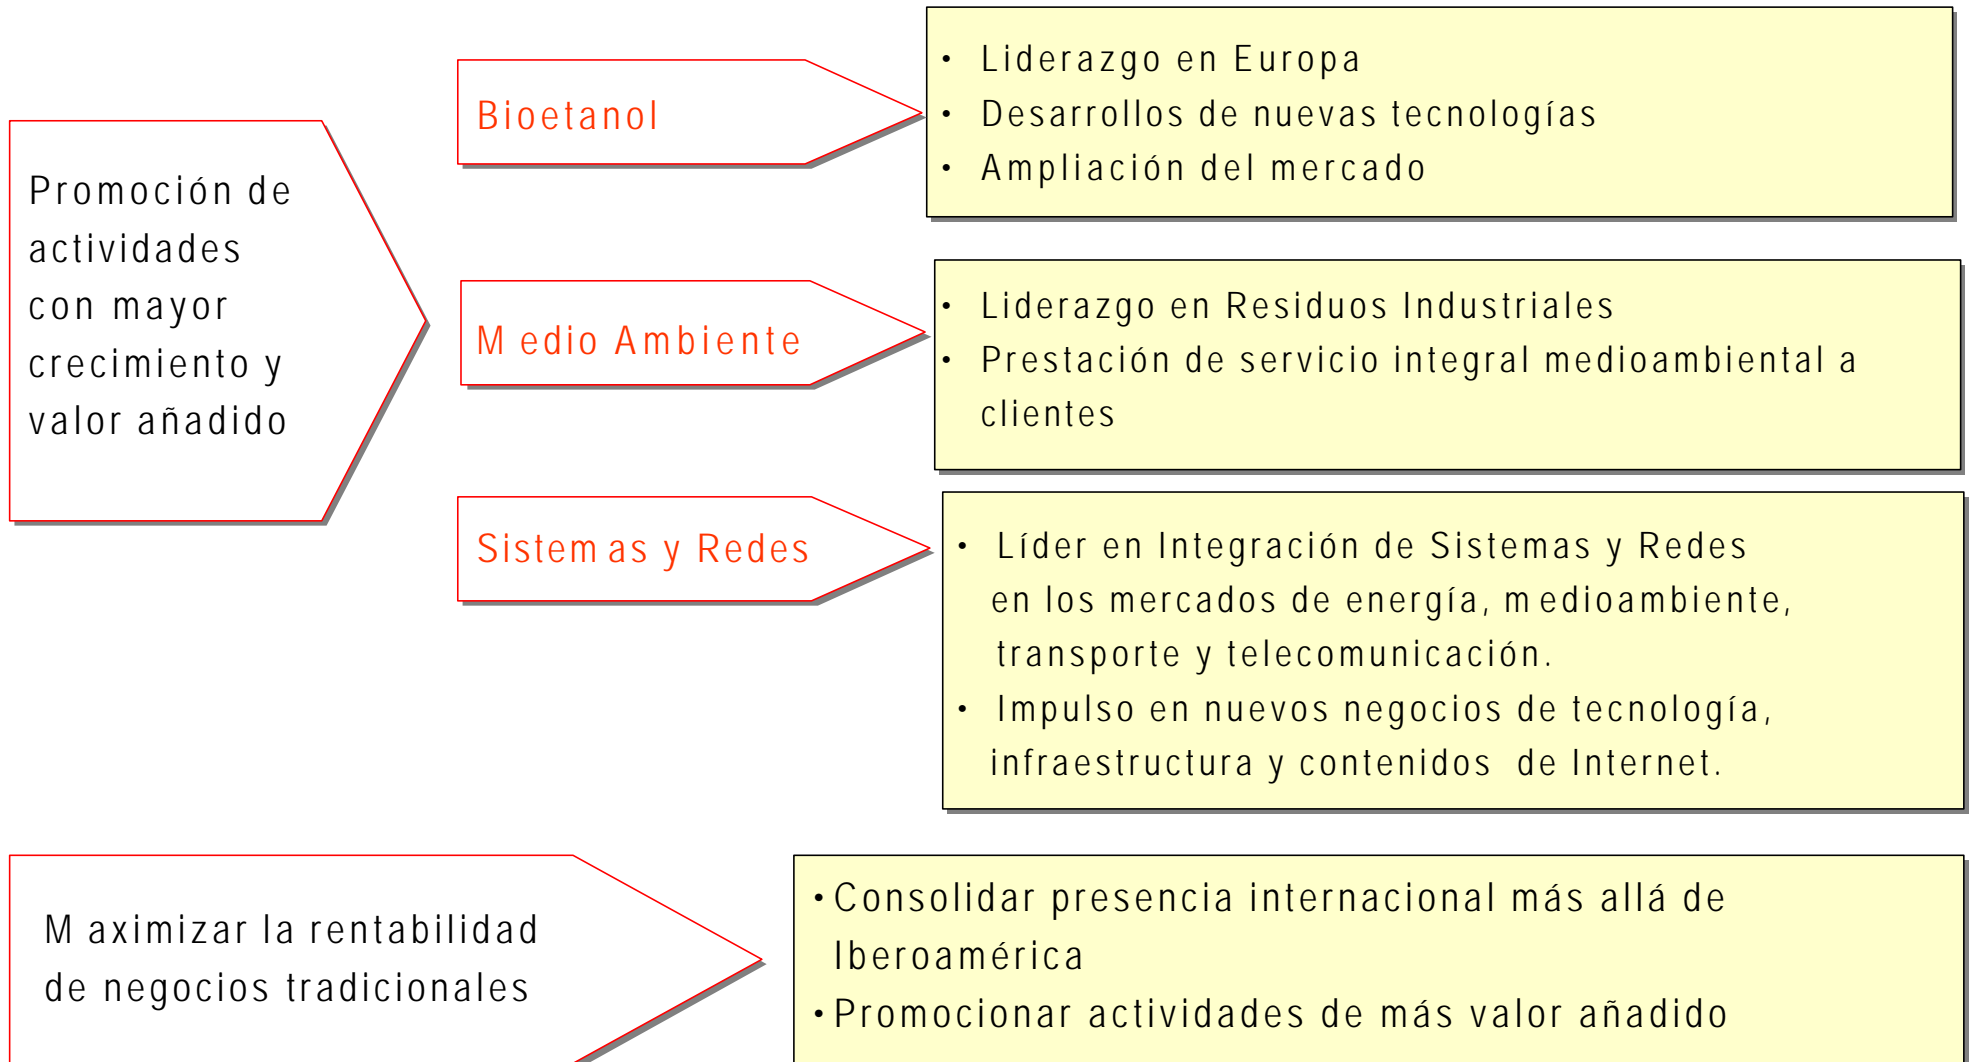 Promoción de
actividades
con mayor
crecimiento y
valor añadido
Bioetanol
• Liderazgo en Europa
• Desarrollos de nuevas tecnologías
• Ampliación del mercado
Medio Ambiente
• Liderazgo en Residuos Industriales
• Prestación de servicio integral medioambiental a
clientes
Sistemas y Redes
• Líder en Integración de Sistemas y Redes
en los mercados de energía, medioambiente,
transporte y telecomunicación.
• Impulso en nuevos negocios de tecnología,
infraestructura y contenidos de Internet.
Maximizar la rentabilidad
de negocios tradicionales
• Consolidar presencia internacional más allá de
Iberoamérica
• Promocionar actividades de más valor añadido